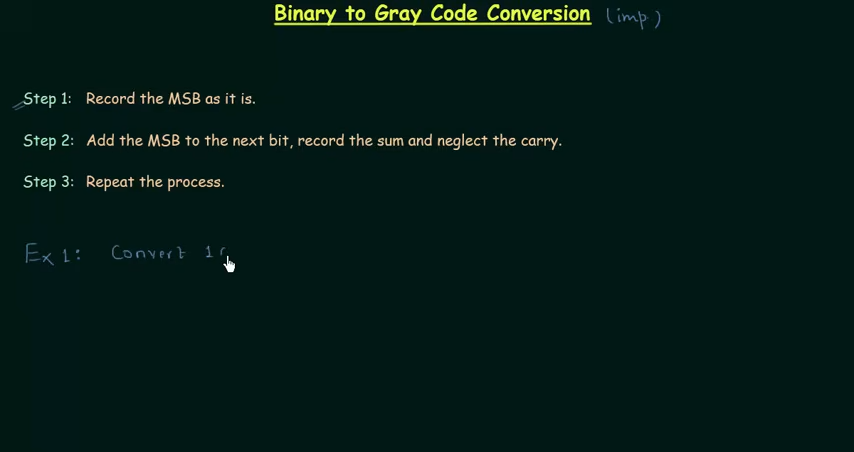 Binary to Gray Code Conversion (imp)
Step 1: Record the MSB as it is.
Step 2: Add the MSB to the next bit, record the sum and neglect the carry.
Step 3: Repeat the process.
Ex 1: Convert 1